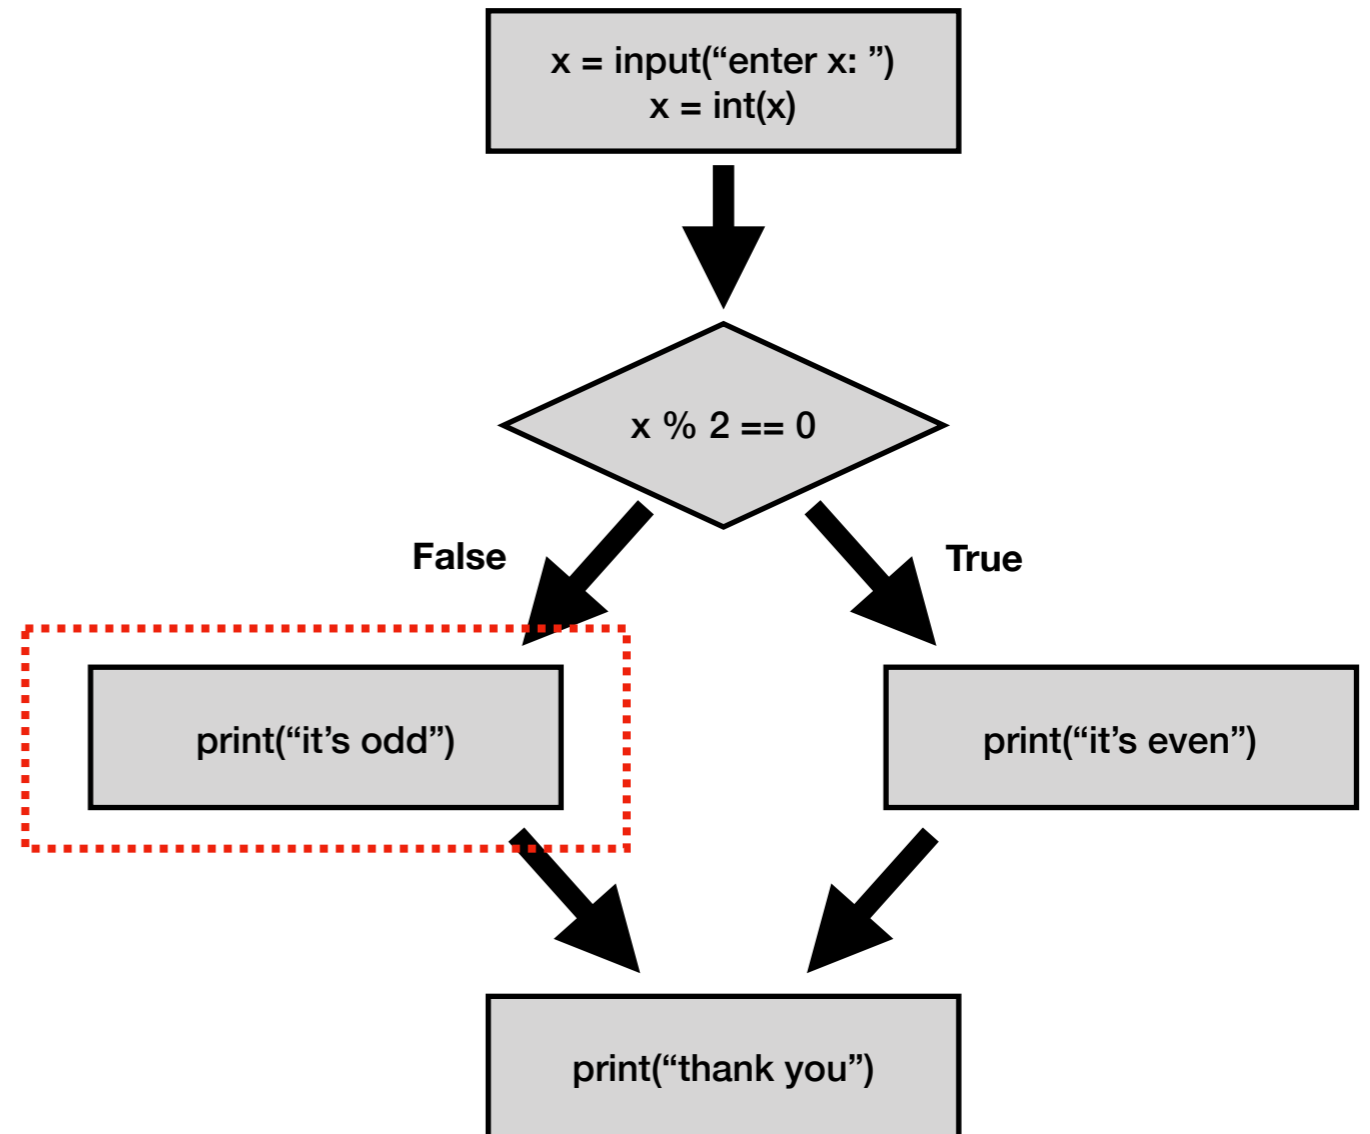 x = input(“enter x: ”)
x = int(x)
x % 2 == 0
False
True
print(“it’s odd”)
print(“it’s even”)
print(“thank you”)